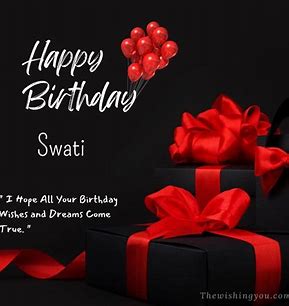 Happy
Birthday
Swati
" I Hope All Your Birthday
Wishes and Dreams Come
True. "
Thewishingyou.com